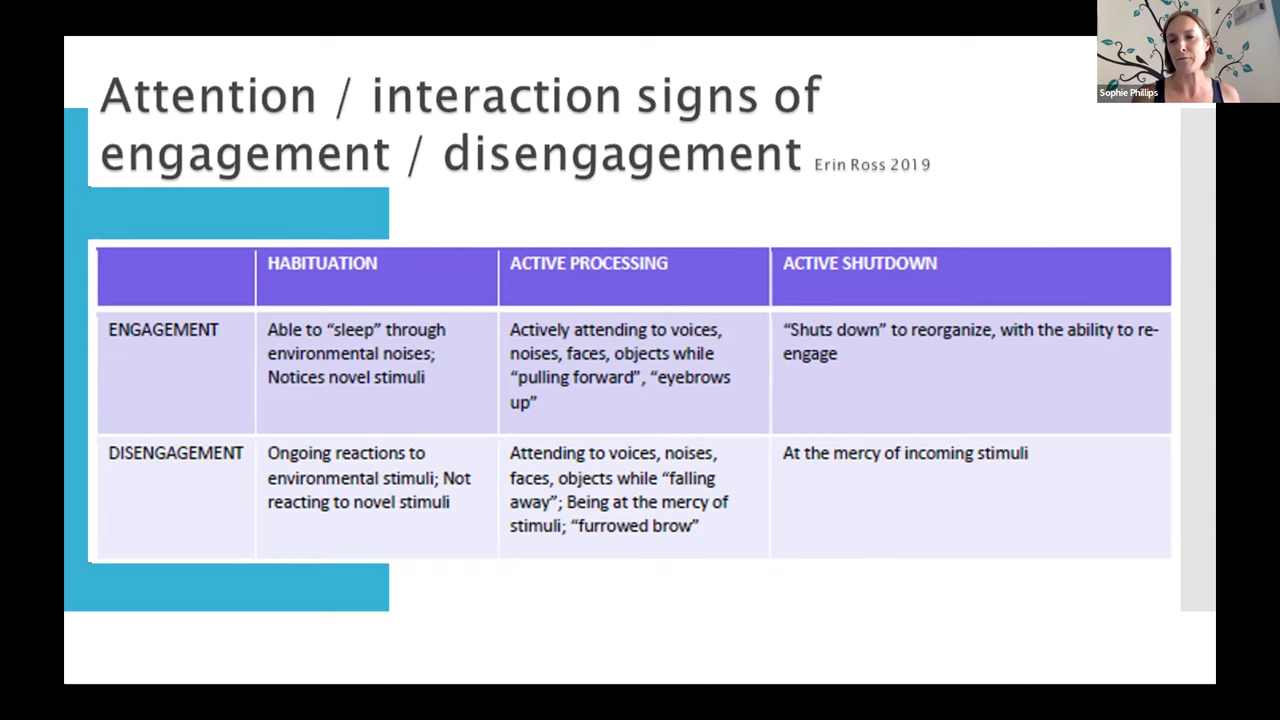 Attention / interaction signs of
engagement / disengagement Erin Ross 2019
Sophie Phillips
HABITUATION
ACTIVE PROCESSING
ACTIVE SHUTDOWN
ENGAGEMENT
Able to “sleep” through
environmental noises;
Notices novel stimuli
Actively attending to voices,
noises, faces, objects while
“pulling forward”, “eyebrows
up”
“Shuts down” to reorganize, with the ability to re-
engage
DISENGAGEMENT
Ongoing reactions to
environmental stimuli; Not
reacting to novel stimuli
Attending to voices, noises,
faces, objects while “falling
away”; Being at the mercy of
stimuli; “furrowed brow”
At the mercy of incoming stimuli